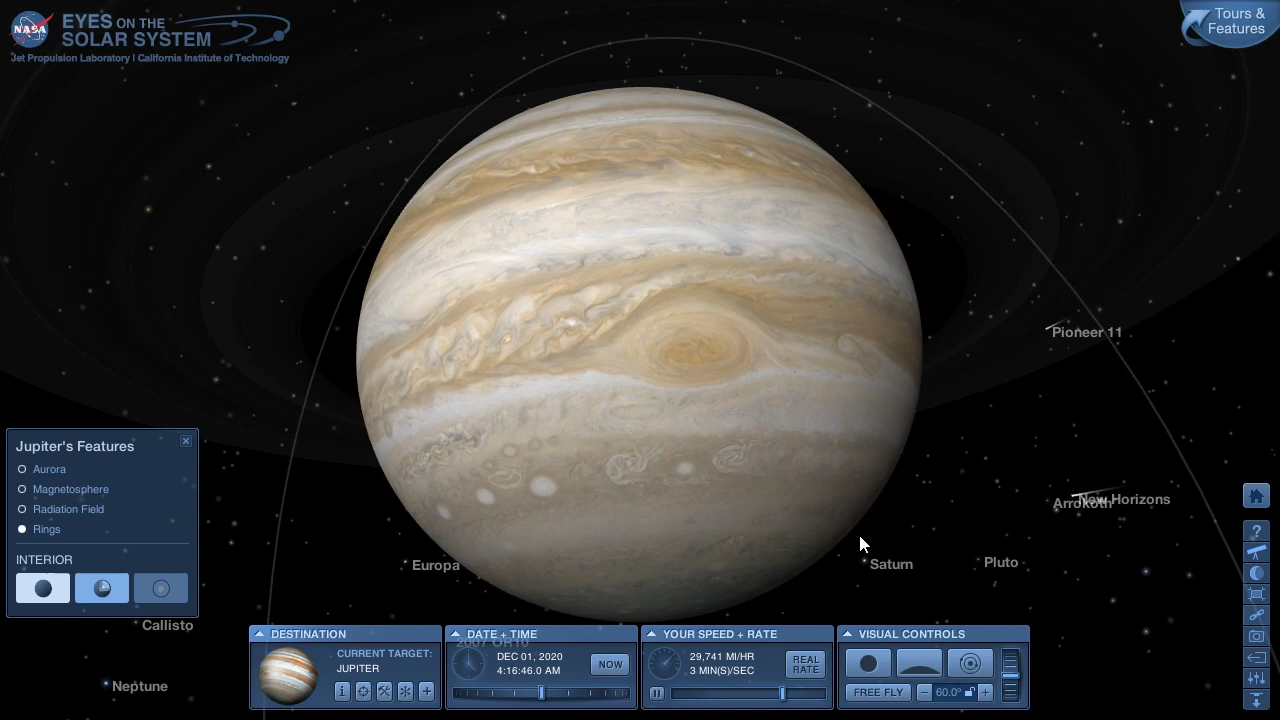 NASA
EYES ON THE
SOLAR SYSTEM
Jet Propulsion Laboratory | California Institute of Technology
Tours &
Features
Pioneer 11
New Horizons
Arrokoth
Jupiter's Features
Aurora
Magnetosphere
Radiation Field
Rings
INTERIOR
Europa
Saturn
Pluto
Callisto
Neptune
2007 OR10
DESTINATION
CURRENT TARGET:
JUPITER
DATE + TIME
DEC 01, 2020
4:16:46.0 AM
NOW
YOUR SPEED + RATE
29,741 MI/HR
3 MIN(S)/SEC
REAL
RATE
VISUAL CONTROLS
FREE FLY
60.0°
?